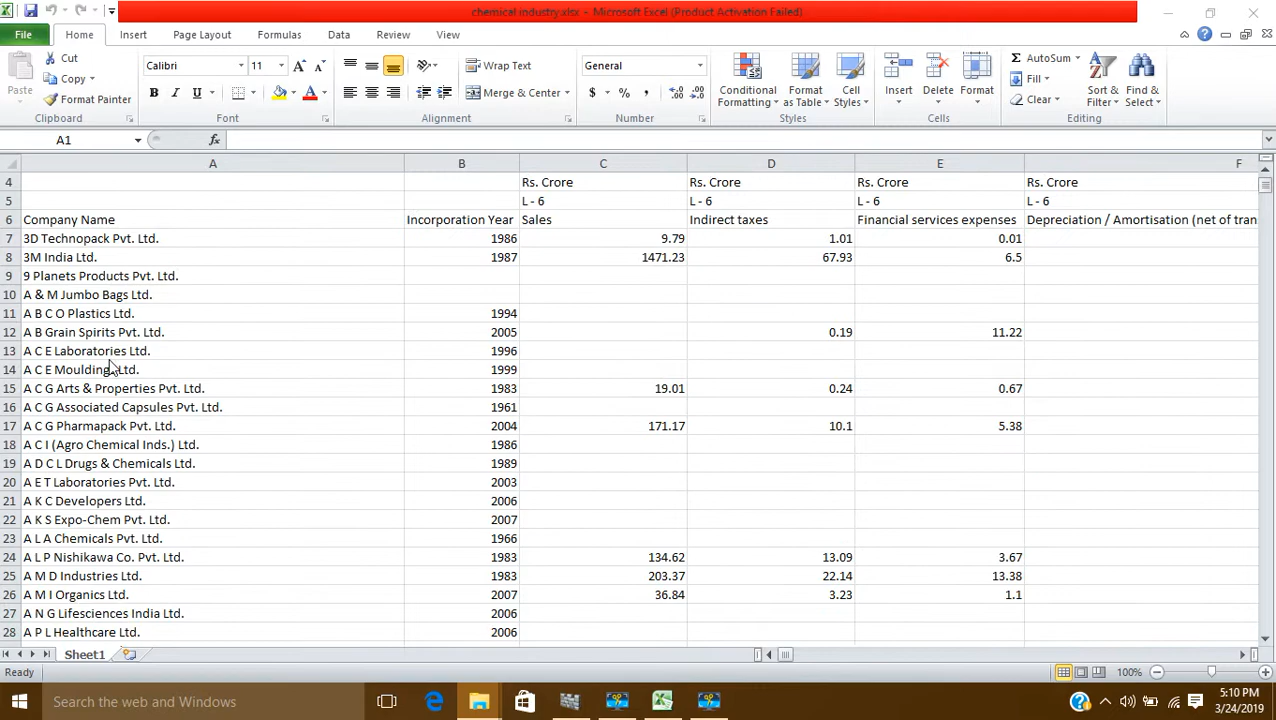 chemical industry.xlsx - Microsoft Excel (Product Activation Failed)
File Home Insert Page Layout Formulas Data Review View
Paste
Cut
Copy
Format Painter
Clipboard
Calibri 11
B I U
Font
Wrap Text
Merge & Center
Alignment
General
$ % ,
Number
Conditional Formatting
Format as Table
Cell Styles
Styles
Insert Delete Format
Cells
AutoSum
Fill
Clear
Sort & Filter
Find & Select
Editing
A1 fx
A B C D E F
4 Rs. Crore Rs. Crore Rs. Crore Rs. Crore
5 L - 6 L - 6 L - 6 L - 6
6 Company Name Incorporation Year Sales Indirect taxes Financial services expenses Depreciation / Amortisation (net of tran
7 3D Technopack Pvt. Ltd. 1986 9.79 1.01 0.01
8 3M India Ltd. 1987 1471.23 67.93 6.5
9 9 Planets Products Pvt. Ltd.
10 A & M Jumbo Bags Ltd.
11 A B C O Plastics Ltd. 1994
12 A B Grain Spirits Pvt. Ltd. 2005 0.19 11.22
13 A C E Laboratories Ltd. 1996
14 A C E Moulding Ltd. 1999
15 A C G Arts & Properties Pvt. Ltd. 1983 19.01 0.24 0.67
16 A C G Associated Capsules Pvt. Ltd. 1961
17 A C G Pharmapack Pvt. Ltd. 2004 171.17 10.1 5.38
18 A C I (Agro Chemical Inds.) Ltd. 1986
19 A D C L Drugs & Chemicals Ltd. 1989
20 A E T Laboratories Pvt. Ltd. 2003
21 A K C Developers Ltd. 2006
22 A K S Expo-Chem Pvt. Ltd. 2007
23 A L A Chemicals Pvt. Ltd. 1966
24 A L P Nishikawa Co. Pvt. Ltd. 1983 134.62 13.09 3.67
25 A M D Industries Ltd. 1983 203.37 22.14 13.38
26 A M I Organics Ltd. 2007 36.84 3.23 1.1
27 A N G Lifesciences India Ltd. 2006
28 A P L Healthcare Ltd. 2006
Sheet1
Ready 100%
Search the web and Windows
5:10 PM
3/24/2019